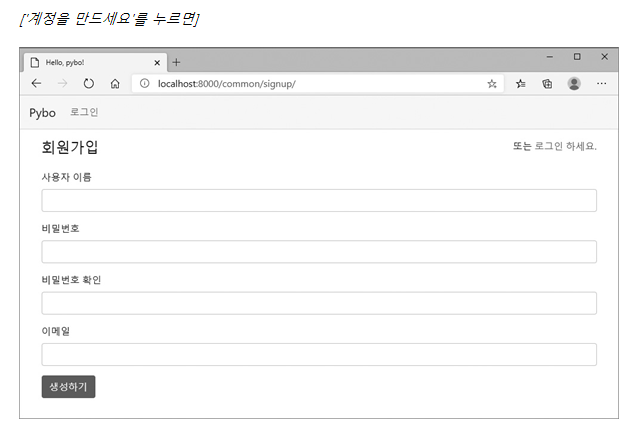 ['계정을 만드세요'를 누르면]
Hello, pybo!
localhost:8000/common/signup/
Pybo 로그인
회원가입 또는 로그인 하세요.
사용자 이름
비밀번호
비밀번호 확인
이메일
생성하기